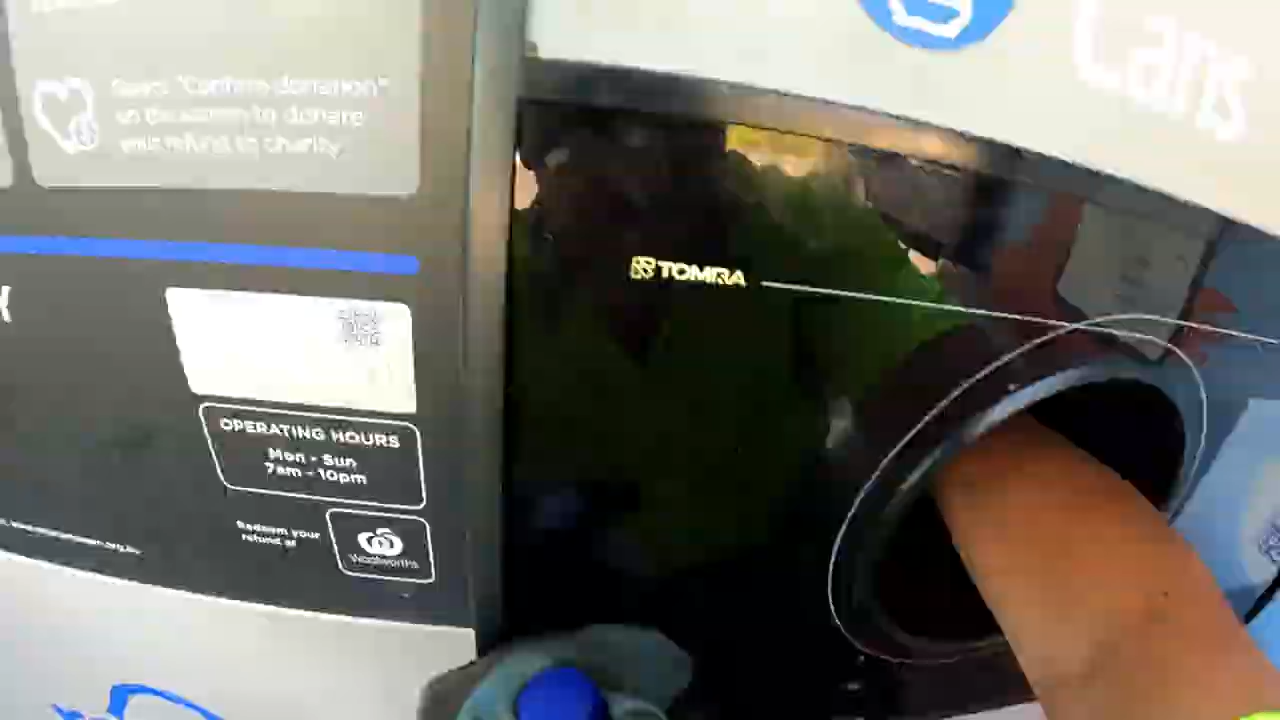 Select "Confirm donation"
on the screen to donate
your refund to charity.
Cans
TOMRA
OPERATING HOURS
Mon - Sun
7am - 10pm
Redeem your
refund at
Woolworths